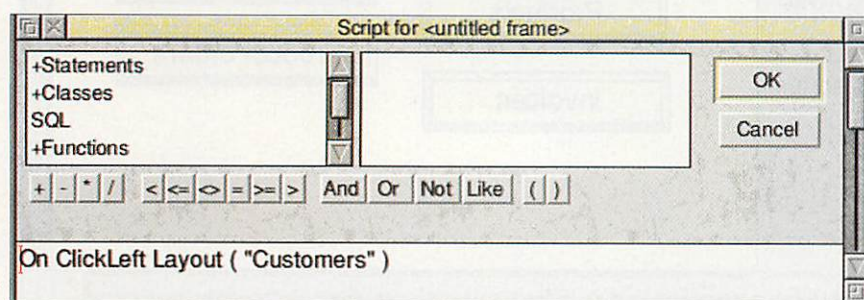 Script for <untitled frame>
+Statements
+Classes
SQL
+Functions
OK
Cancel
+ - * / < <= <> = >= > And Or Not Like ( )
On ClickLeft Layout ( "Customers" )